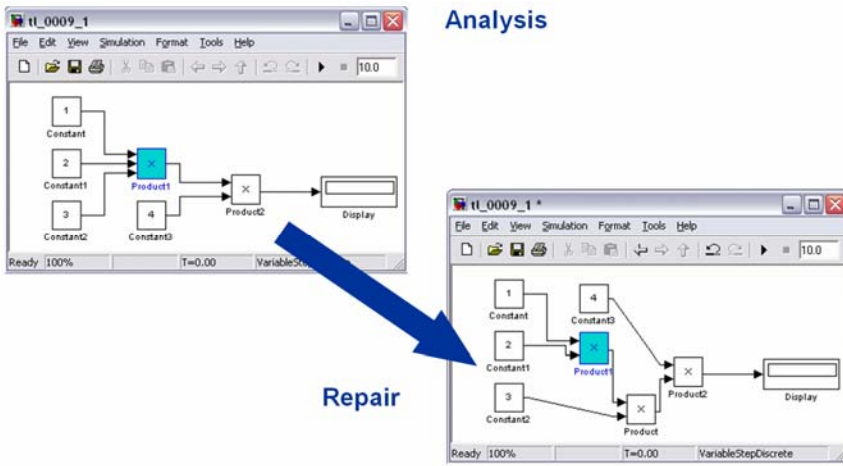 Analysis
tl_0009_1
File Edit View Simulation Format Tools Help
10.0
1
Constant
2
Constant1
×
Product1
3
Constant2
4
Constant3
×
Product2
Display
Ready 100% T=0.00
tl_0009_1 *
File Edit View Simulation Format Tools Help
10.0
1
Constant
4
Constant3
2
Constant1
×
Product1
×
Product2
Display
3
Constant2
×
Product
Ready 100% T=0.00 VariableStepDiscrete
Repair